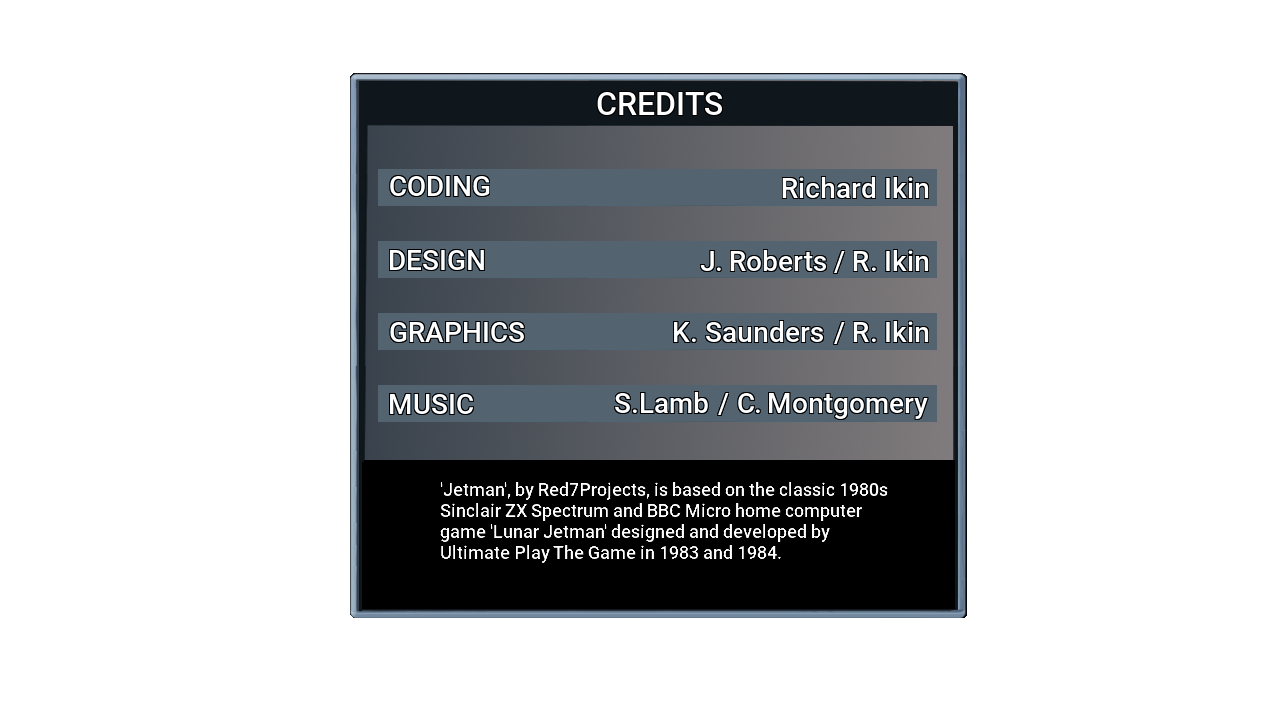 CREDITS
CODING Richard Ikin
DESIGN J. Roberts / R. Ikin
GRAPHICS K. Saunders / R. Ikin
MUSIC S.Lamb / C. Montgomery
'Jetman', by Red7Projects, is based on the classic 1980s
Sinclair ZX Spectrum and BBC Micro home computer
game 'Lunar Jetman' designed and developed by
Ultimate Play The Game in 1983 and 1984.